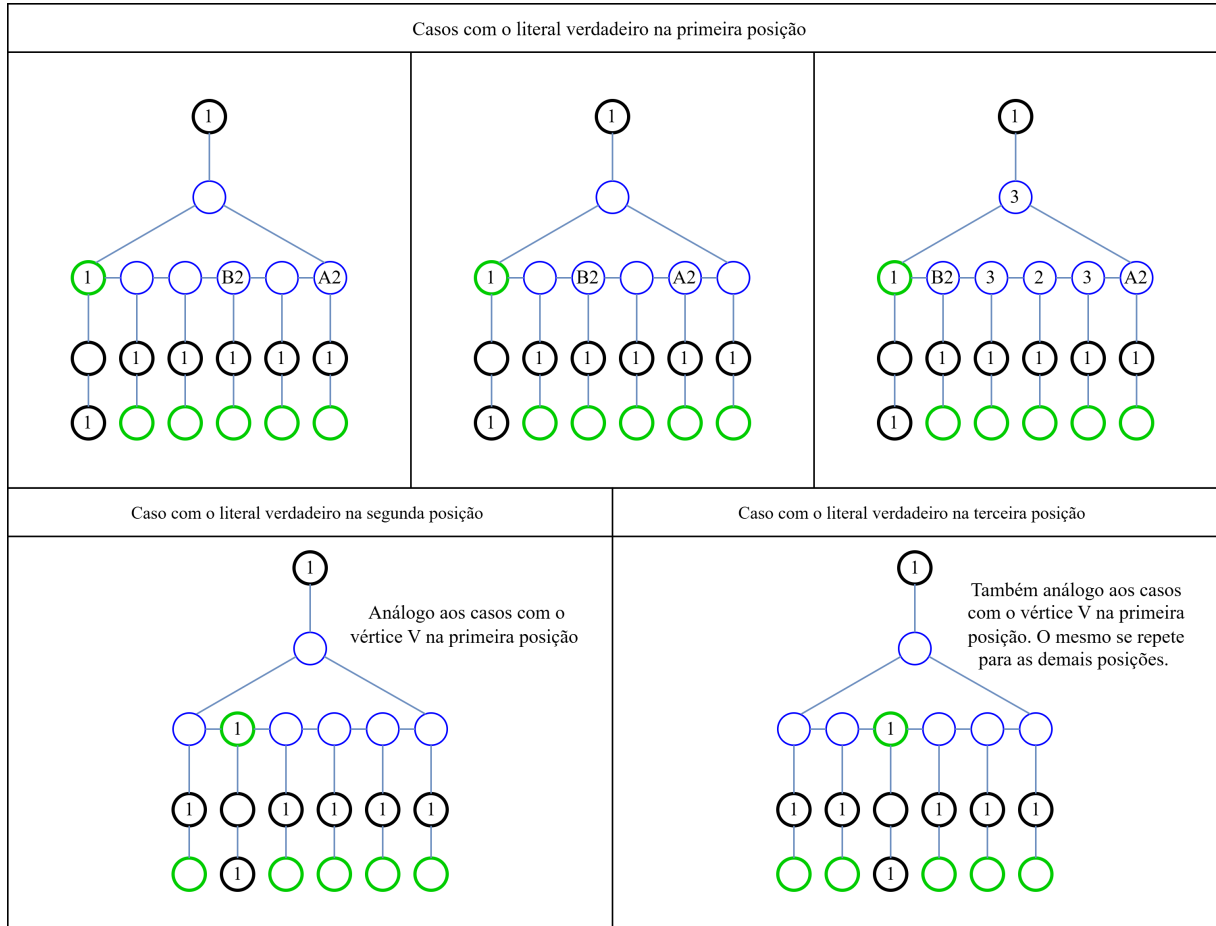 Casos com o literal verdadeiro na primeira posição
1 1 1
3
1 B2 A2 1 B2 A2 1 B2 3 2 3 A2
1 1 1 1 1 1 1 1 1 1 1 1 1 1 1
1 1 1
Caso com o literal verdadeiro na segunda posição
Caso com o literal verdadeiro na terceira posição
1
Análogo aos casos com o
vértice V na primeira posição
1
1 1 1 1 1
1
1
Também análogo aos casos
com o vértice V na primeira
posição. O mesmo se repete
para as demais posições.
1
1 1 1 1 1
1